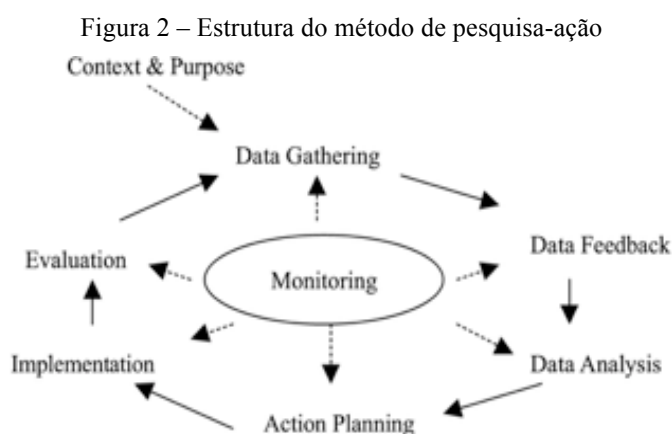 Figura 2 – Estrutura do método de pesquisa-ação
Context & Purpose
Data Gathering
Data Feedback
Evaluation
Monitoring
Implementation
Data Analysis
Action Planning